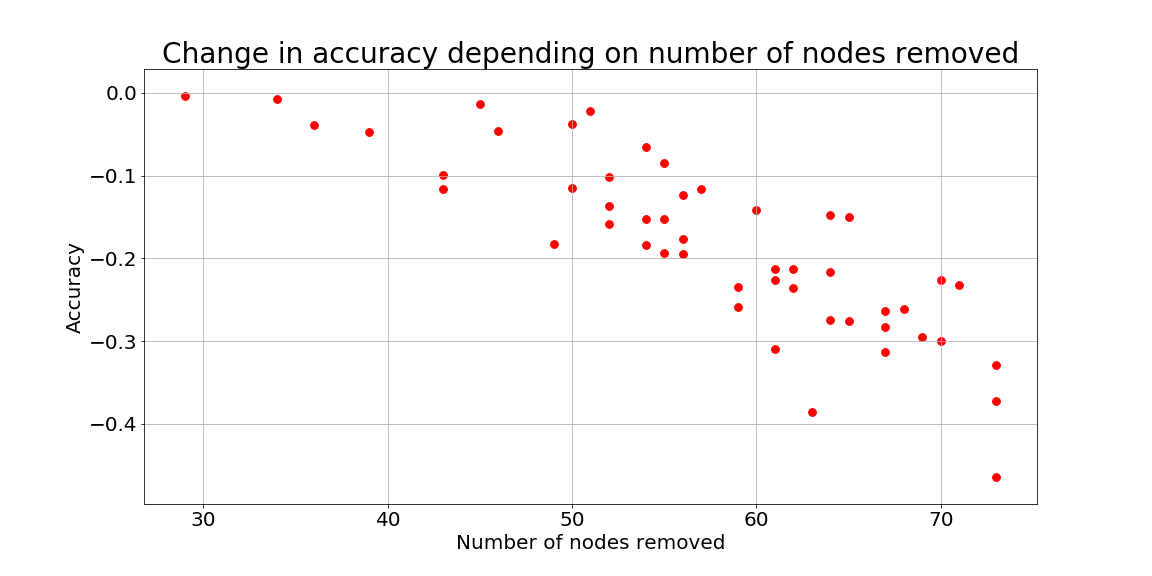 Change in accuracy depending on number of nodes removed
0.0
−0.1
−0.2
−0.3
−0.4
Accuracy
30 40 50 60 70
Number of nodes removed